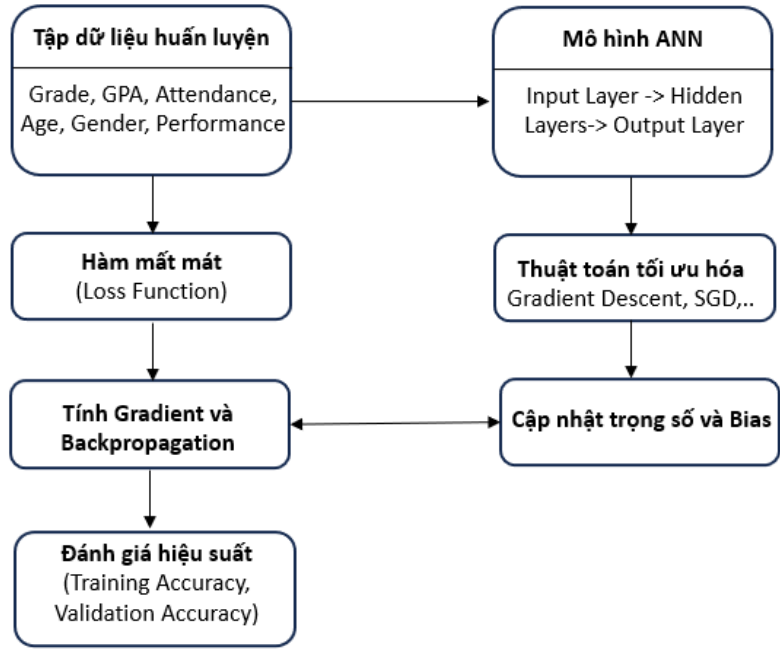 Tập dữ liệu huấn luyện
Grade, GPA, Attendance,
Age, Gender, Performance
Mô hình ANN
Input Layer -> Hidden
Layers-> Output Layer
Hàm mất mát
(Loss Function)
Thuật toán tối ưu hóa
Gradient Descent, SGD,..
Tính Gradient và
Backpropagation
Cập nhật trọng số và Bias
Đánh giá hiệu suất
(Training Accuracy,
Validation Accuracy)